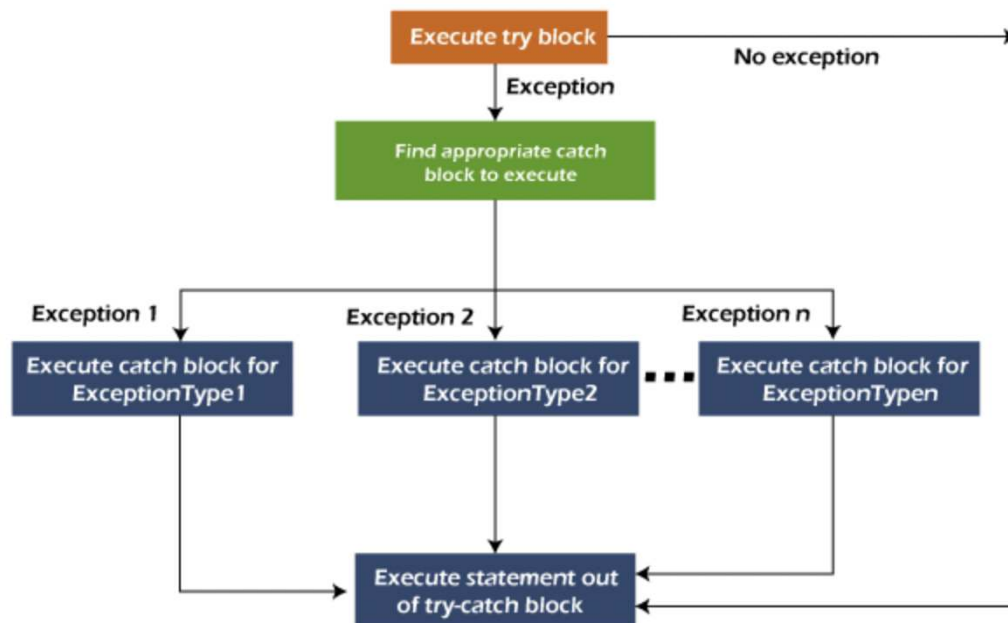 Execute try block
No exception
Exception
Find appropriate catch
block to execute
Exception 1
Exception 2
Exception n
Execute catch block for
ExceptionType1
Execute catch block for
ExceptionType2
Execute catch block for
ExceptionTypen
Execute statement out
of try-catch block